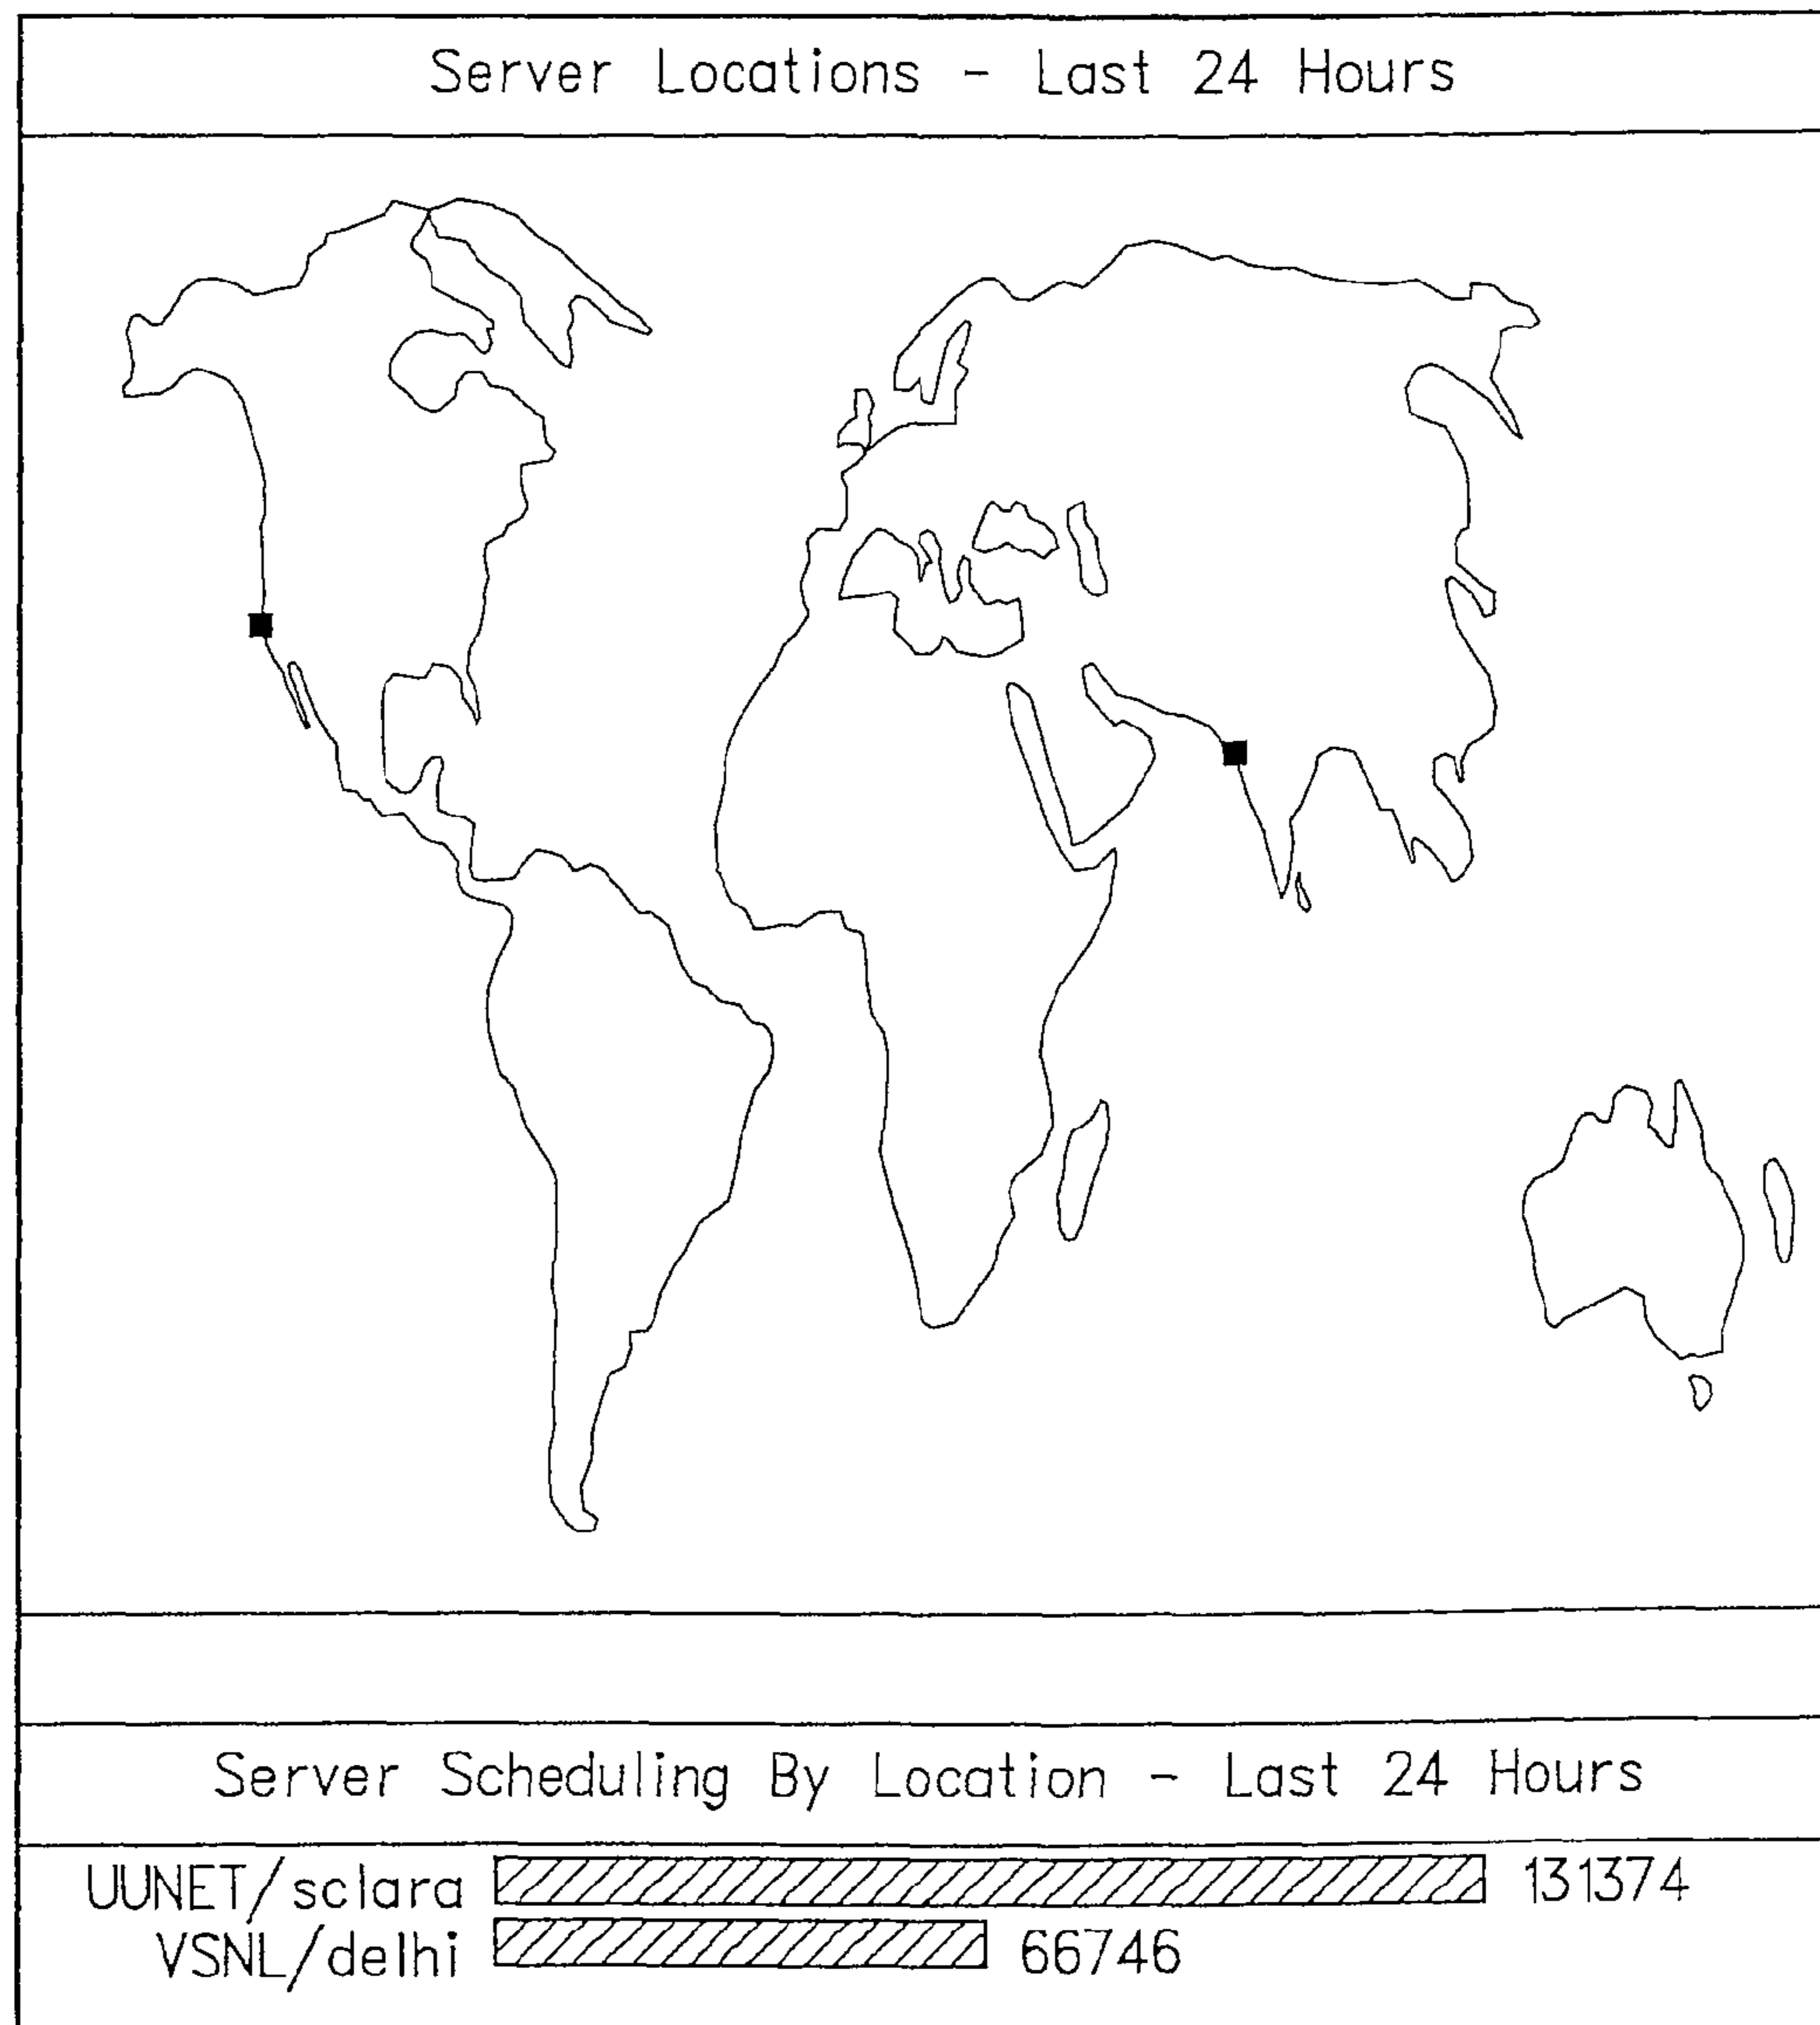 Server Locations - Last 24 Hours
Server Scheduling By Location - Last 24 Hours
UUNET/sclara 131374
VSNL/delhi 66746